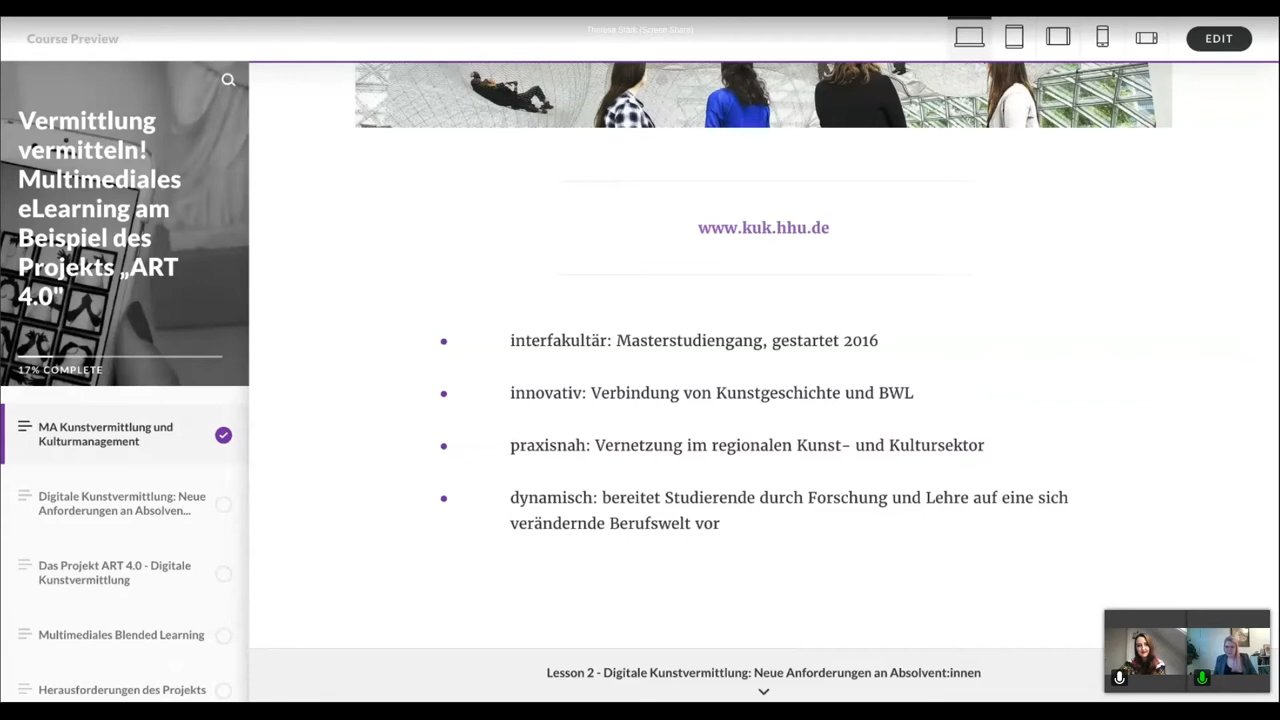 Course Preview
Theresa Stärk (Screen Share)
EDIT
Vermittlung
vermitteln!
Multimediales
eLearning am
Beispiel des
Projekts „ART
4.0"
17% COMPLETE
MA Kunstvermittlung und
Kulturmanagement
Digitale Kunstvermittlung: Neue
Anforderungen an Absolven...
Das Projekt ART 4.0 - Digitale
Kunstvermittlung
Multimediales Blended Learning
Herausforderungen des Projekts
www.kuk.hhu.de
interfakultär: Masterstudiengang, gestartet 2016
innovativ: Verbindung von Kunstgeschichte und BWL
praxisnah: Vernetzung im regionalen Kunst- und Kultursektor
dynamisch: bereitet Studierende durch Forschung und Lehre auf eine sich
verändernde Berufswelt vor
Lesson 2 - Digitale Kunstvermittlung: Neue Anforderungen an Absolvent:innen